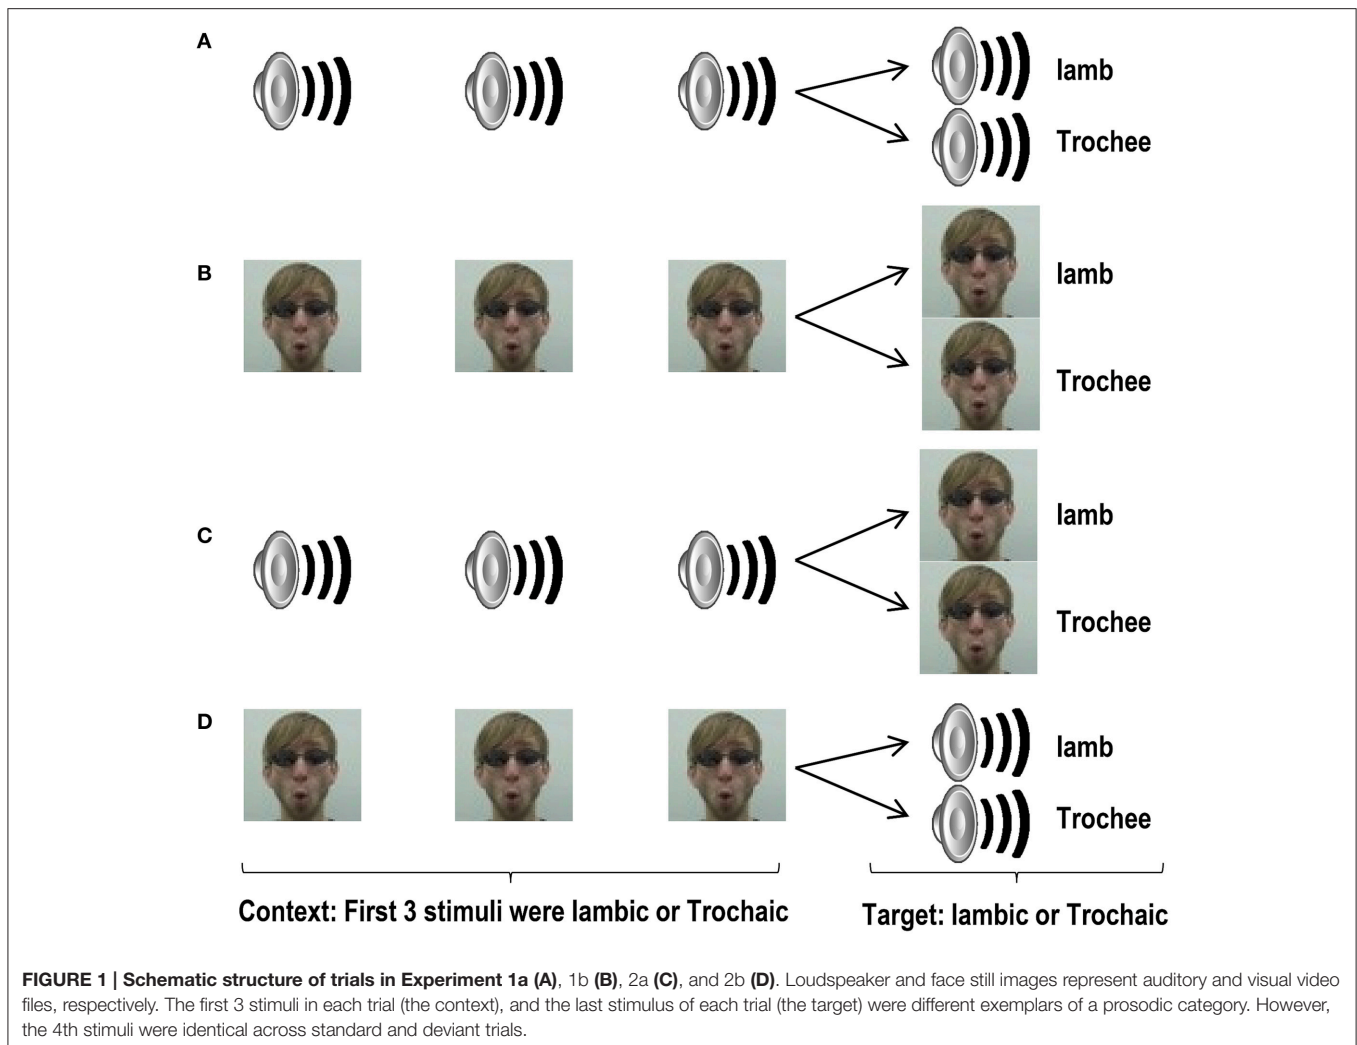 A
Iamb
Trochee
B
Iamb
Trochee
C
Iamb
Trochee
D
Iamb
Trochee
Context: First 3 stimuli were Iambic or Trochaic
Target: Iambic or Trochaic
FIGURE 1 | Schematic structure of trials in Experiment 1a (A), 1b (B), 2a (C), and 2b (D). Loudspeaker and face still images represent auditory and visual video
files, respectively. The first 3 stimuli in each trial (the context), and the last stimulus of each trial (the target) were different exemplars of a prosodic category. However,
the 4th stimuli were identical across standard and deviant trials.